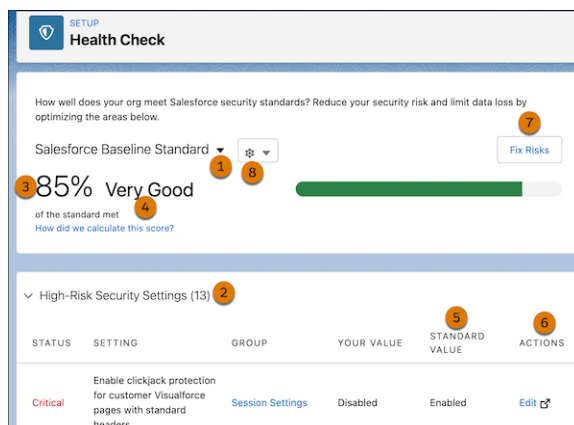 SETUP
Health Check
How well does your org meet Salesforce security standards? Reduce your security risk and limit data loss by
optimizing the areas below.
7
Salesforce Baseline Standard
Fix Risks
1
8
3
85% Very Good
4
of the standard met
How did we calculate this score?
High-Risk Security Settings (13)
2
5
6
STATUS SETTING GROUP YOUR VALUE STANDARD VALUE ACTIONS
Critical
Enable clickjack protection
for customer Visualforce
pages with standard
headers
Session Settings Disabled Enabled Edit